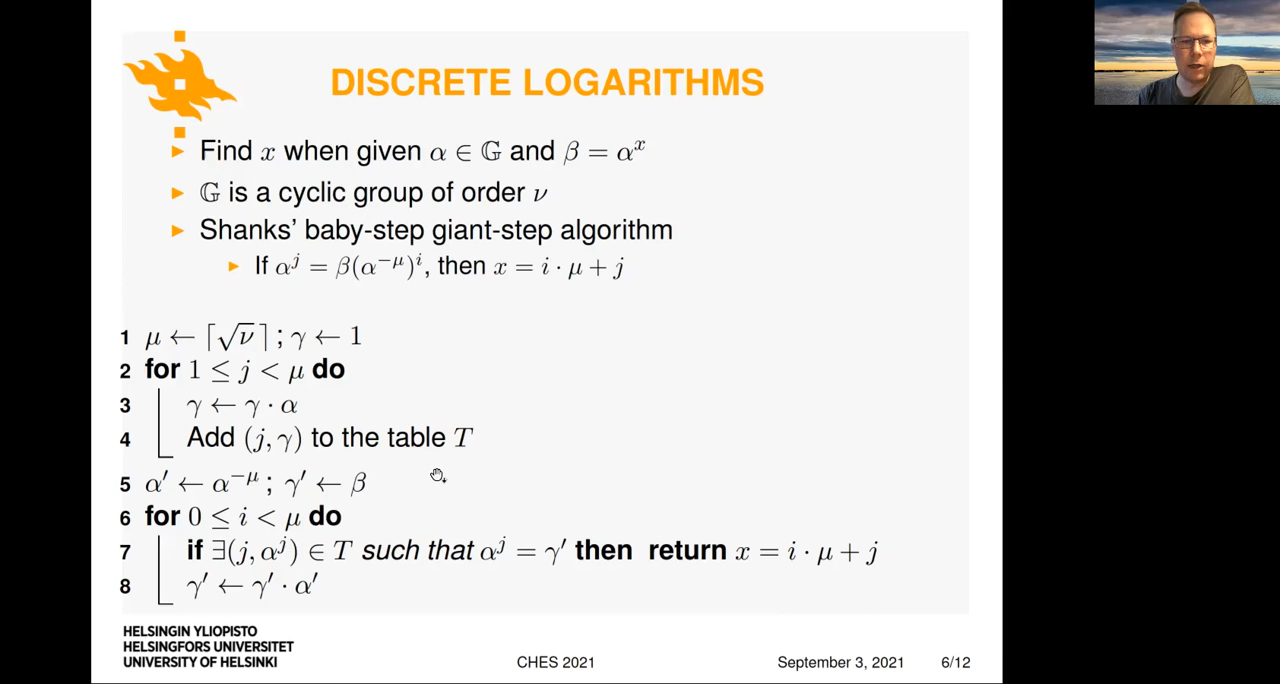 DISCRETE LOGARITHMS
▶ Find x when given α ∈ 𝔾 and β = α^x
▶ 𝔾 is a cyclic group of order ν
▶ Shanks' baby-step giant-step algorithm
▶ If α^j = β(α^{−μ})^i, then x = i · μ + j
1 μ ← ⌈√ν⌉ ; γ ← 1
2 for 1 ≤ j < μ do
3 γ ← γ · α
4 Add (j, γ) to the table T
5 α′ ← α^{−μ} ; γ′ ← β
6 for 0 ≤ i < μ do
7 if ∃(j, α^j) ∈ T such that α^j = γ′ then return x = i · μ + j
8 γ′ ← γ′ · α′
HELSINGIN YLIOPISTO
HELSINGFORS UNIVERSITET
UNIVERSITY OF HELSINKI
CHES 2021
September 3, 2021
6/12